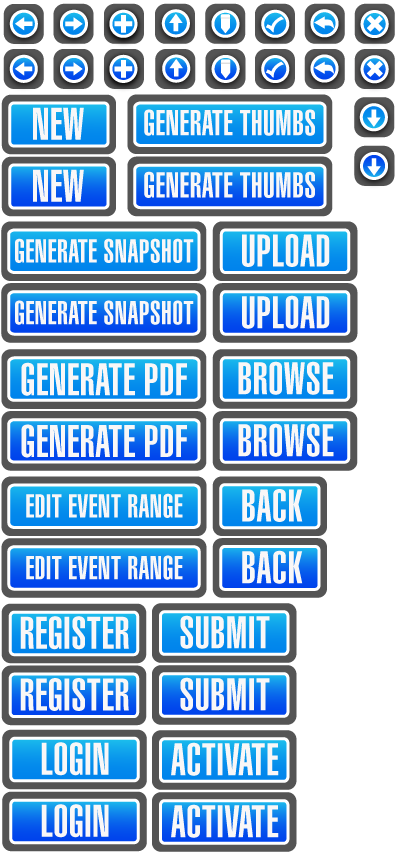 NEW GENERATE THUMBS
NEW GENERATE THUMBS
GENERATE SNAPSHOT UPLOAD
GENERATE SNAPSHOT UPLOAD
GENERATE PDF BROWSE
GENERATE PDF BROWSE
EDIT EVENT RANGE BACK
EDIT EVENT RANGE BACK
REGISTER SUBMIT
REGISTER SUBMIT
LOGIN ACTIVATE
LOGIN ACTIVATE